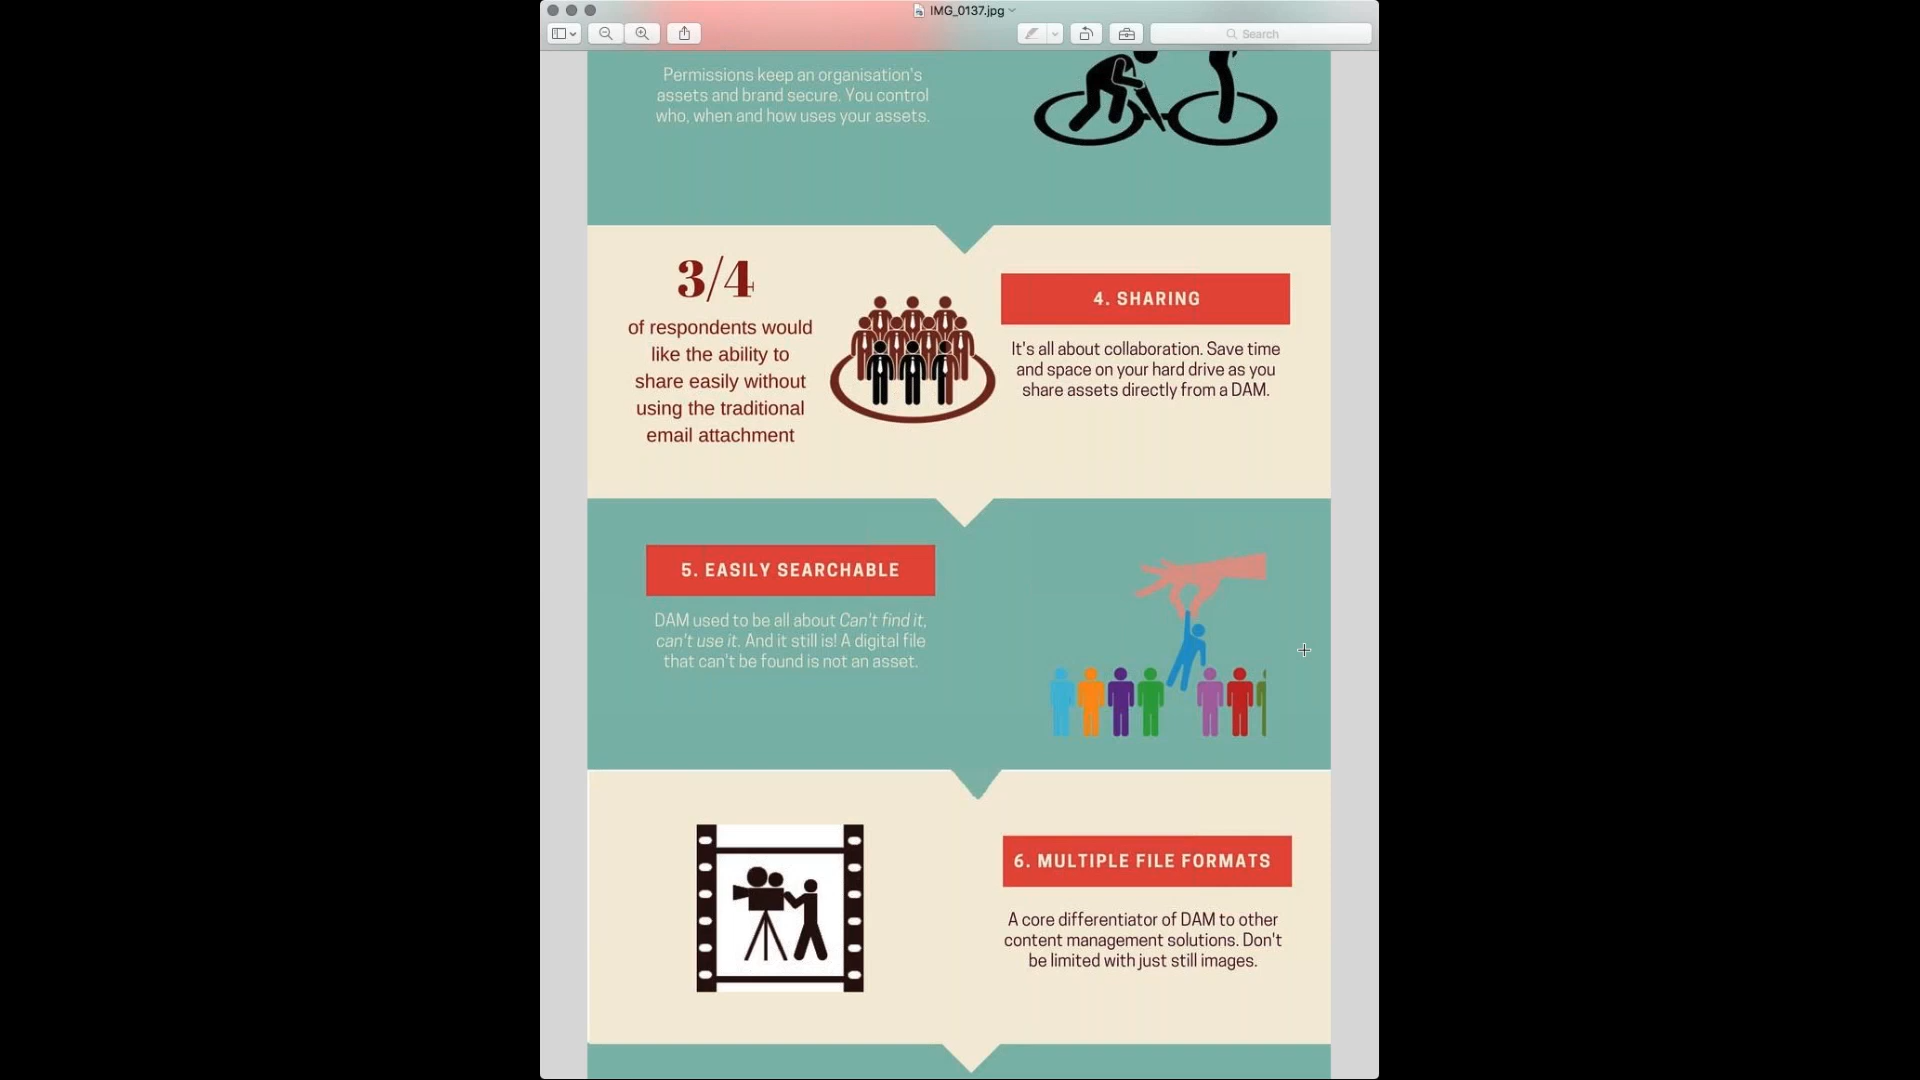 IMG_0137.jpg
Search
Permissions keep an organisation's
assets and brand secure. You control
who, when and how uses your assets.
3/4
of respondents would
like the ability to
share easily without
using the traditional
email attachment
4. SHARING
It's all about collaboration. Save time
and space on your hard drive as you
share assets directly from a DAM.
5. EASILY SEARCHABLE
DAM used to be all about Can't find it,
can't use it. And it still is! A digital file
that can't be found is not an asset.
6. MULTIPLE FILE FORMATS
A core differentiator of DAM to other
content management solutions. Don't
be limited with just still images.